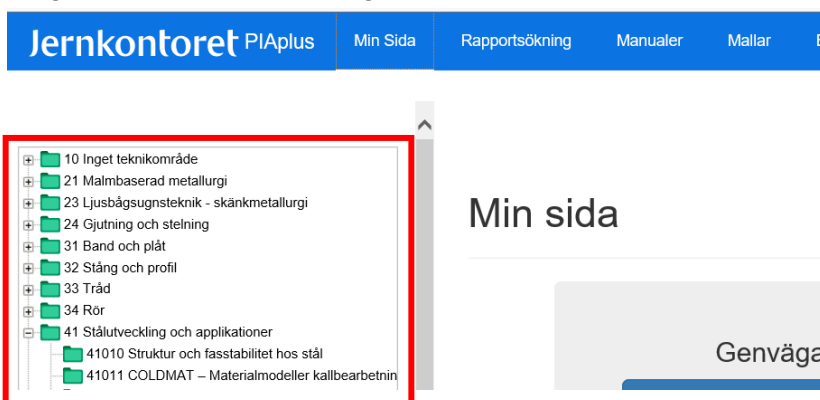 Jernkontoret PIAplus Min Sida Rapportsökning Manualer Mallar
10 Inget teknikområde
21 Malmbaserad metallurgi
23 Ljusbågsugnsteknik - skänkmetallurgi
24 Gjutning och stelning
31 Band och plåt
32 Stång och profil
33 Tråd
34 Rör
41 Stålutveckling och applikationer
41010 Struktur och fasstabilitet hos stål
41011 COLDMAT – Materialmodeller kallbearbetnin
Min sida
Genväga